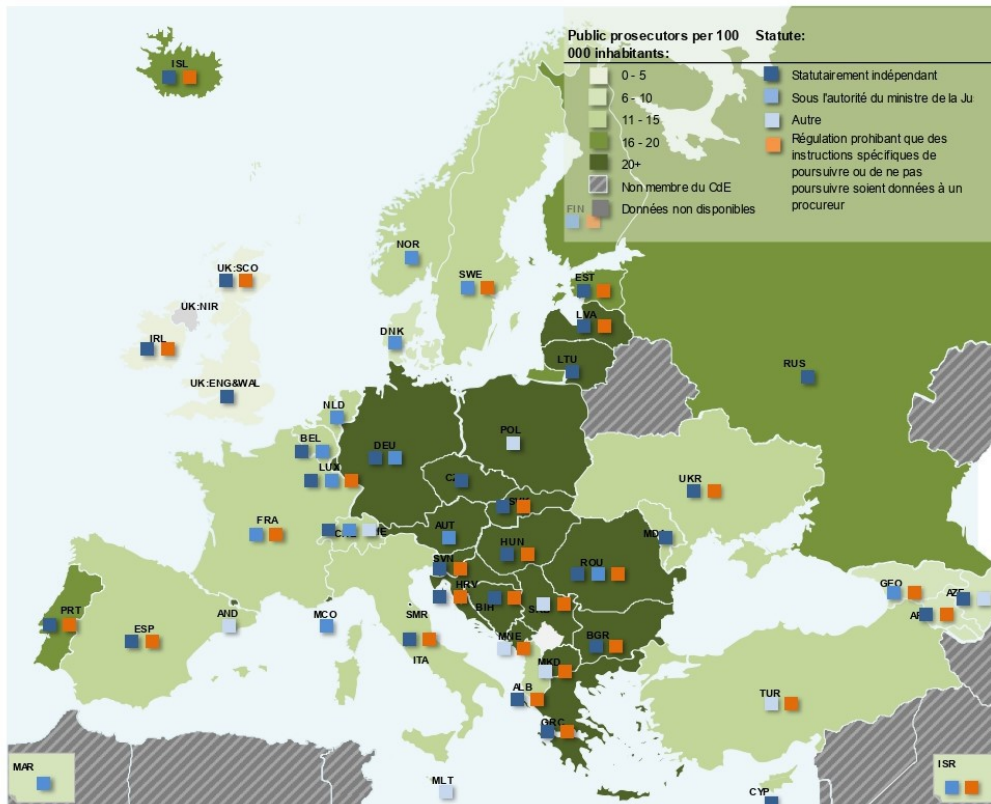 Public prosecutors per 100 000 inhabitants:
Statute:
0 - 5
6 - 10
11 - 15
16 - 20
20+
Non membre du CdE
Données non disponibles
Statutairement indépendant
Sous l'autorité du ministre de la Ju
Autre
Régulation prohibant que des
instructions spécifiques de
poursuivre ou de ne pas
poursuivre soient données à un
procureur
ISL
FIN
NOR
UK:SCO
SWE
EST
UK:NIR
LVA
DNK
IRL
LTU
RUS
UK:ENG&WAL
NLD
POL
BEL
DEU
LUX
UKR
FRA
AUT
MDA
HUN
SVN
ROU
HRV
GEO
BIH
PRT
AND
MCO
SMR
ESP
BGR
MNE
ITA
MKD
ALB
TUR
GRC
MAR
MLT
ISR
CYP